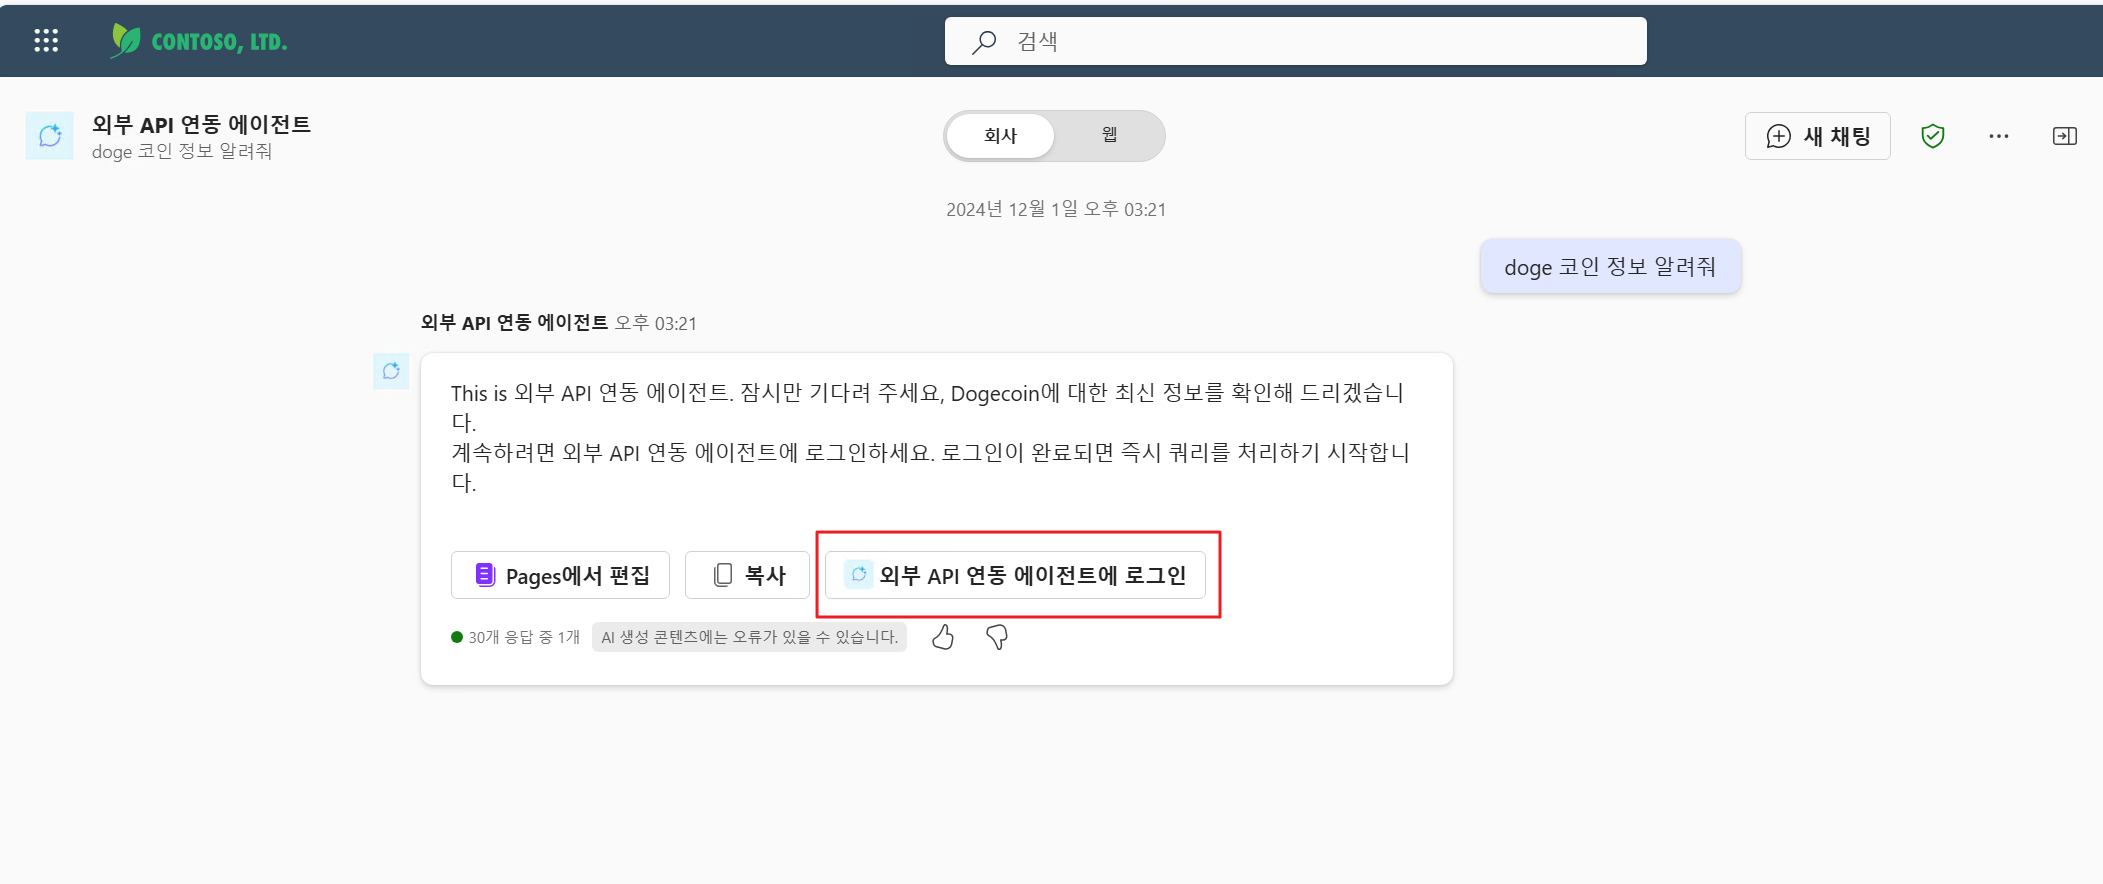 CONTOSO, LTD.
검색
외부 API 연동 에이전트
doge 코인 정보 알려줘
회사
웹
새 채팅
2024년 12월 1일 오후 03:21
doge 코인 정보 알려줘
외부 API 연동 에이전트 오후 03:21
This is 외부 API 연동 에이전트. 잠시만 기다려 주세요, Dogecoin에 대한 최신 정보를 확인해 드리겠습니
다.
계속하려면 외부 API 연동 에이전트에 로그인하세요. 로그인이 완료되면 즉시 쿼리를 처리하기 시작합니
다.
Pages에서 편집
복사
외부 API 연동 에이전트에 로그인
30개 응답 중 1개
AI 생성 콘텐츠에는 오류가 있을 수 있습니다.